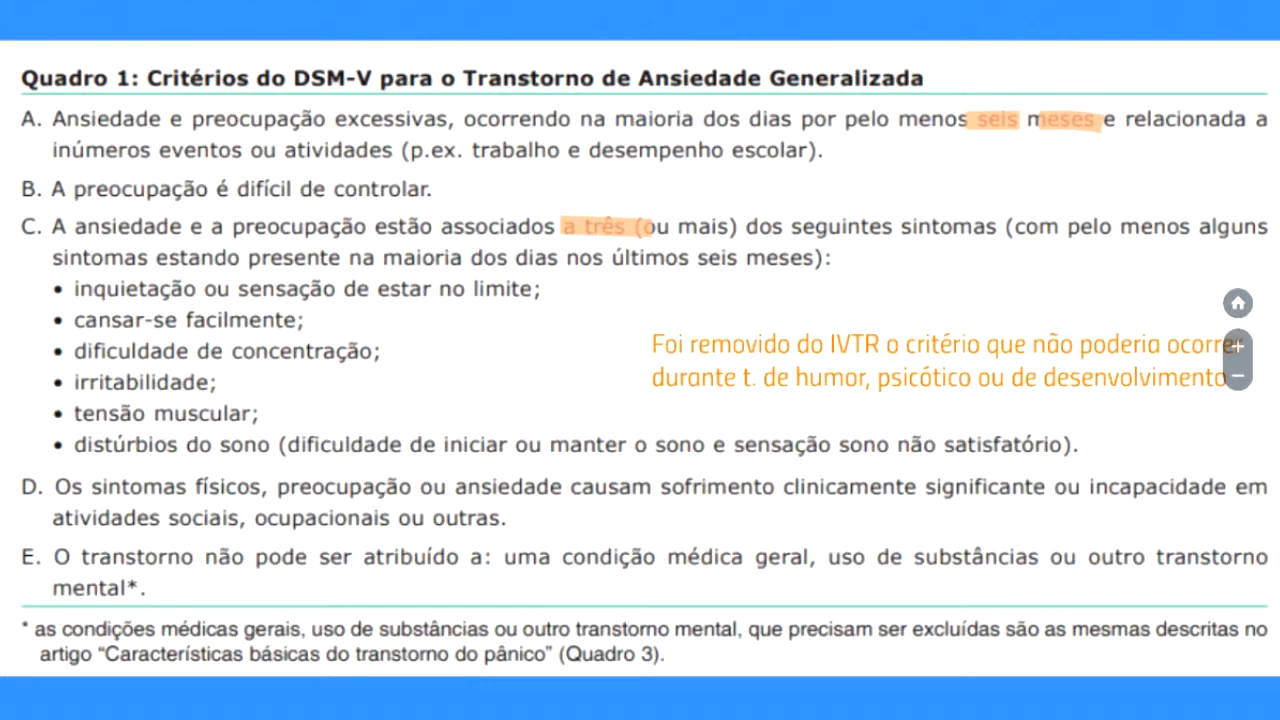 Quadro 1: Critérios do DSM-V para o Transtorno de Ansiedade Generalizada
A. Ansiedade e preocupação excessivas, ocorrendo na maioria dos dias por pelo menos seis meses e relacionada a
inúmeros eventos ou atividades (p.ex. trabalho e desempenho escolar).
B. A preocupação é difícil de controlar.
C. A ansiedade e a preocupação estão associados a três (ou mais) dos seguintes sintomas (com pelo menos alguns
sintomas estando presente na maioria dos dias nos últimos seis meses):
• inquietação ou sensação de estar no limite;
• cansar-se facilmente;
• dificuldade de concentração;
• irritabilidade;
• tensão muscular;
• distúrbios do sono (dificuldade de iniciar ou manter o sono e sensação sono não satisfatório).
Foi removido do IVTR o critério que não poderia ocorrer
durante t. de humor, psicótico ou de desenvolvimento
D. Os sintomas físicos, preocupação ou ansiedade causam sofrimento clinicamente significante ou incapacidade em
atividades sociais, ocupacionais ou outras.
E. O transtorno não pode ser atribuído a: uma condição médica geral, uso de substâncias ou outro transtorno
mental*.
* as condições médicas gerais, uso de substâncias ou outro transtorno mental, que precisam ser excluídas são as mesmas descritas no
artigo “Características básicas do transtorno do pânico” (Quadro 3).